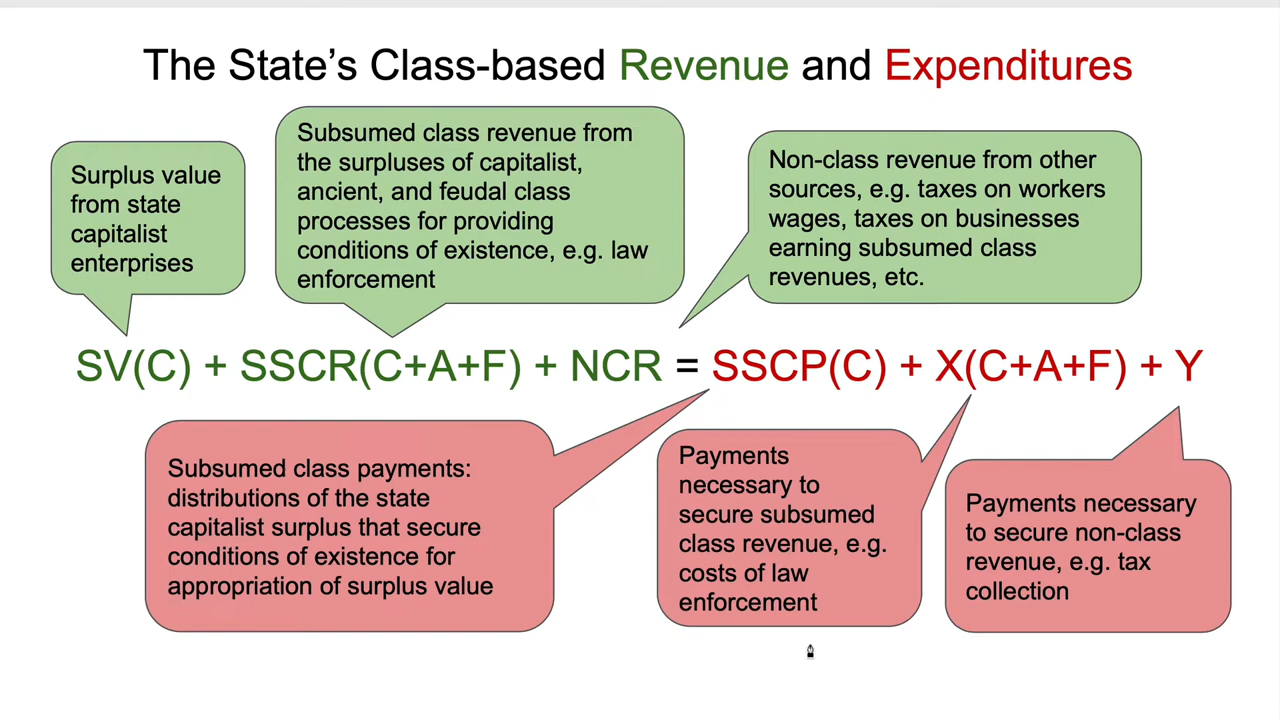 The State's Class-based Revenue and Expenditures
Surplus value
from state
capitalist
enterprises
Subsumed class revenue from
the surpluses of capitalist,
ancient, and feudal class
processes for providing
conditions of existence, e.g. law
enforcement
Non-class revenue from other
sources, e.g. taxes on workers
wages, taxes on businesses
earning subsumed class
revenues, etc.
SV(C) + SSCR(C+A+F) + NCR = SSCP(C) + X(C+A+F) + Y
Subsumed class payments:
distributions of the state
capitalist surplus that secure
conditions of existence for
appropriation of surplus value
Payments
necessary to
secure subsumed
class revenue, e.g.
costs of law
enforcement
Payments necessary
to secure non-class
revenue, e.g. tax
collection